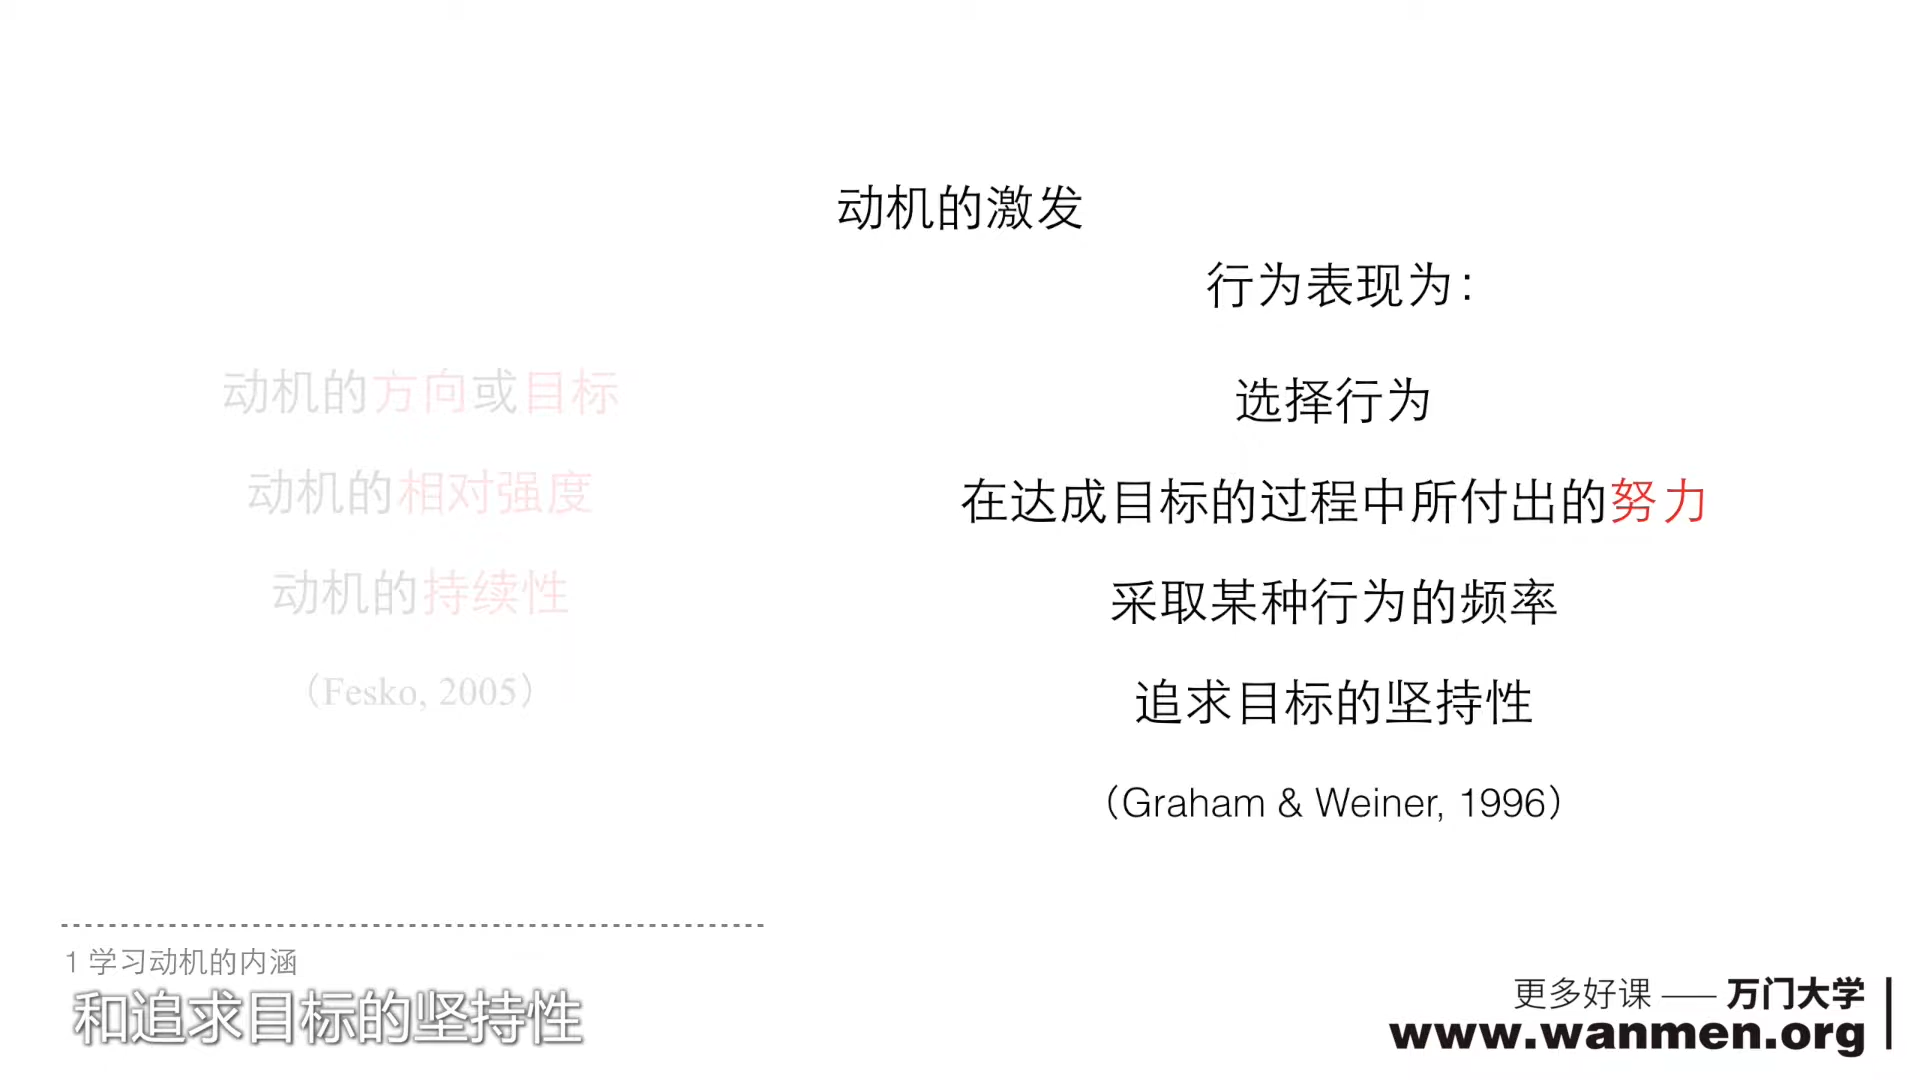 动机的激发
动机的方向或目标
动机的相对强度
动机的持续性
（Fesko, 2005）
行为表现为：
选择行为
在达成目标的过程中所付出的努力
采取某种行为的频率
追求目标的坚持性
（Graham & Weiner, 1996）
1 学习动机的内涵
和追求目标的坚持性
更多好课 —— 万门大学
www.wanmen.org